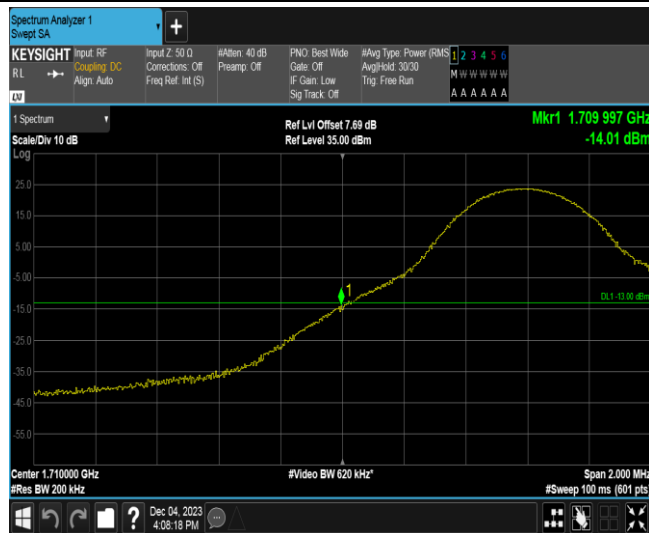 Spectrum Analyzer 1
Swept SA
+
KEYSIGHT
RL
Input: RF
Coupling: DC
Align: Auto
Input Z: 50 Ω
Corrections: Off
Freq Ref: Int (S)
#Atten: 40 dB
Preamp: Off
PNO: Best Wide
Gate: Off
IF Gain: Low
Sig Track: Off
#Avg Type: Power (RMS
Avg|Hold: 30/30
Trig: Free Run
1 2 3 4 5 6
M W W W W W
A A A A A A
LXI
1 Spectrum
Scale/Div 10 dB
Log
Ref Lvl Offset 7.69 dB
Ref Level 35.00 dBm
Mkr1 1.709 997 GHz
-14.01 dBm
25.0
15.0
5.00
-5.00
1
DL1 -13.00 dBm
-15.0
-25.0
-35.0
-45.0
-55.0
Center 1.710000 GHz
#Video BW 620 kHz*
Span 2.000 MHz
#Res BW 200 kHz
#Sweep 100 ms (601 pts)
?
Dec 04, 2023
4:08:18 PM